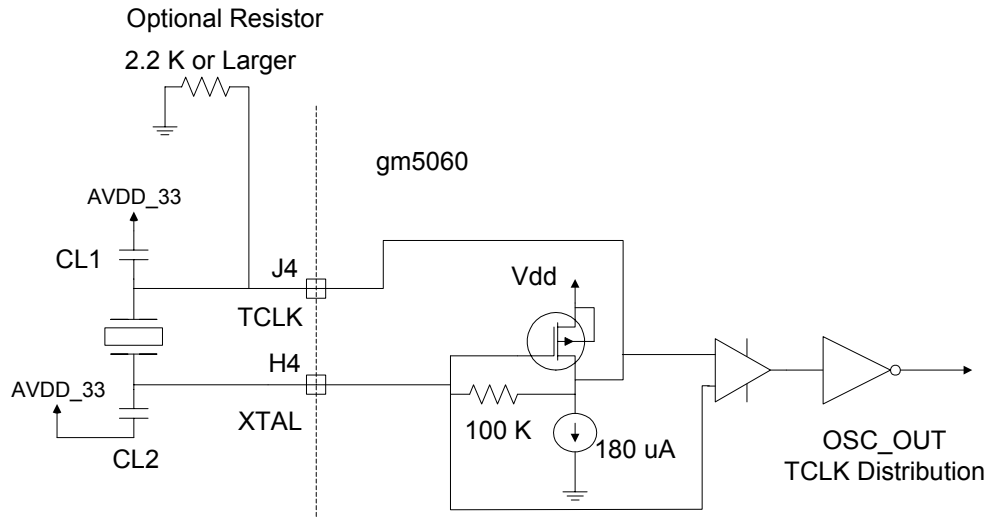 Optional Resistor
2.2 K or Larger
gm5060
AVDD_33
CL1
J4
TCLK
Vdd
H4
XTAL
AVDD_33
CL2
100 K
180 uA
OSC_OUT
TCLK Distribution